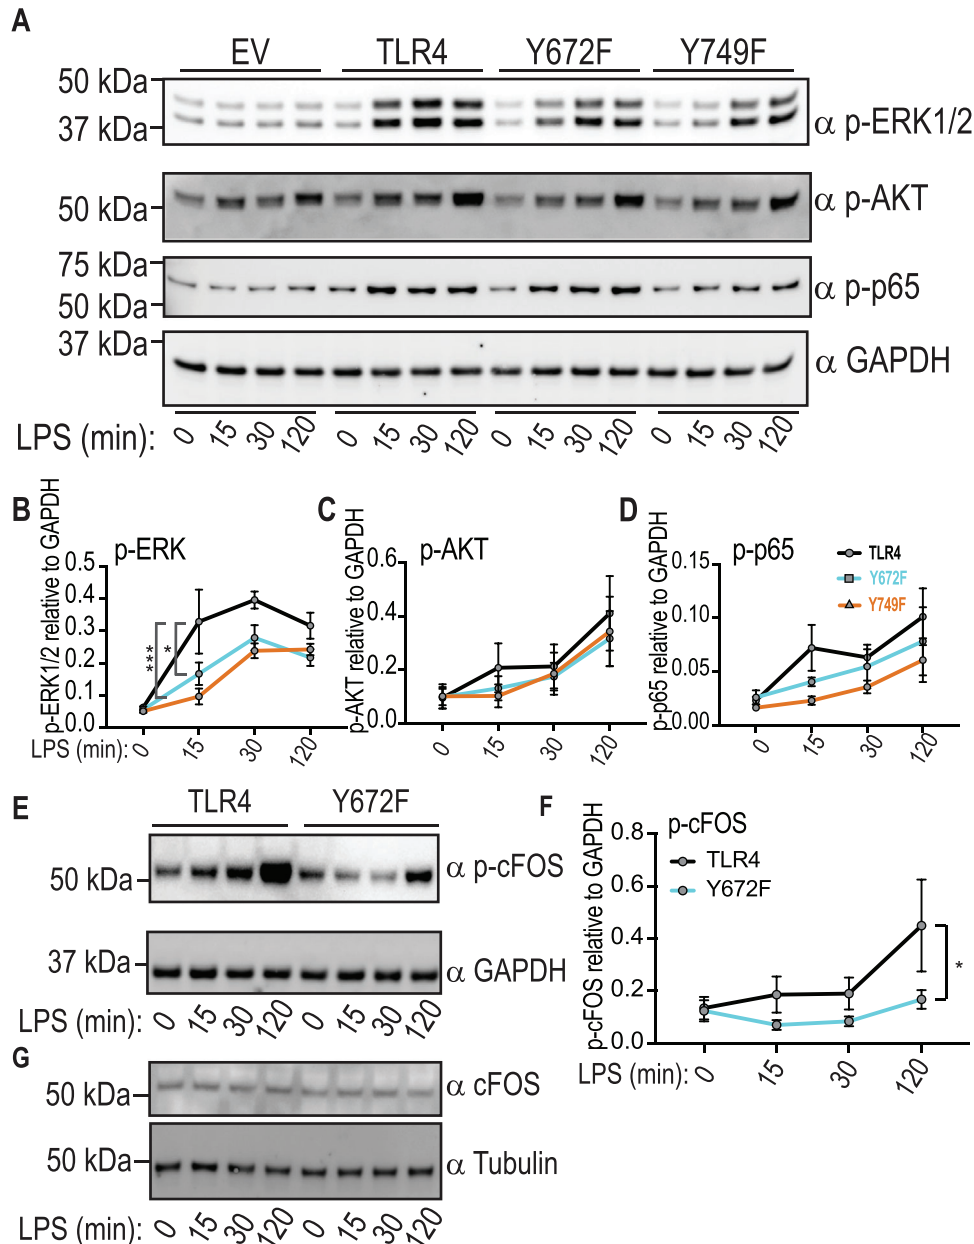 A
EV TLR4 Y672F Y749F
50 kDa
37 kDa
α p-ERK1/2
50 kDa
α p-AKT
75 kDa
50 kDa
α p-p65
37 kDa
α GAPDH
LPS (min): 0 15 30 120 0 15 30 120 0 15 30 120 0 15 30 120
B
p-ERK1/2 relative to GAPDH
p-ERK
0.5
0.4
0.3
0.2
0.1
0.0
***
*
LPS (min): 0 15 30 120
C
p-AKT relative to GAPDH
p-AKT
0.6
0.4
0.2
0.0
0 15 30 120
D
p-p65 relative to GAPDH
p-p65
0.15
0.10
0.05
0.00
TLR4
Y672F
Y749F
0 15 30 120
E
TLR4 Y672F
50 kDa
α p-cFOS
37 kDa
α GAPDH
LPS (min): 0 15 30 120 0 15 30 120
F
p-cFOS relative to GAPDH
p-cFOS
TLR4
Y672F
0.8
0.6
0.4
0.2
0.0
*
LPS (min): 0 15 30 120
G
50 kDa
α cFOS
50 kDa
α Tubulin
LPS (min): 0 15 30 120 0 15 30 120